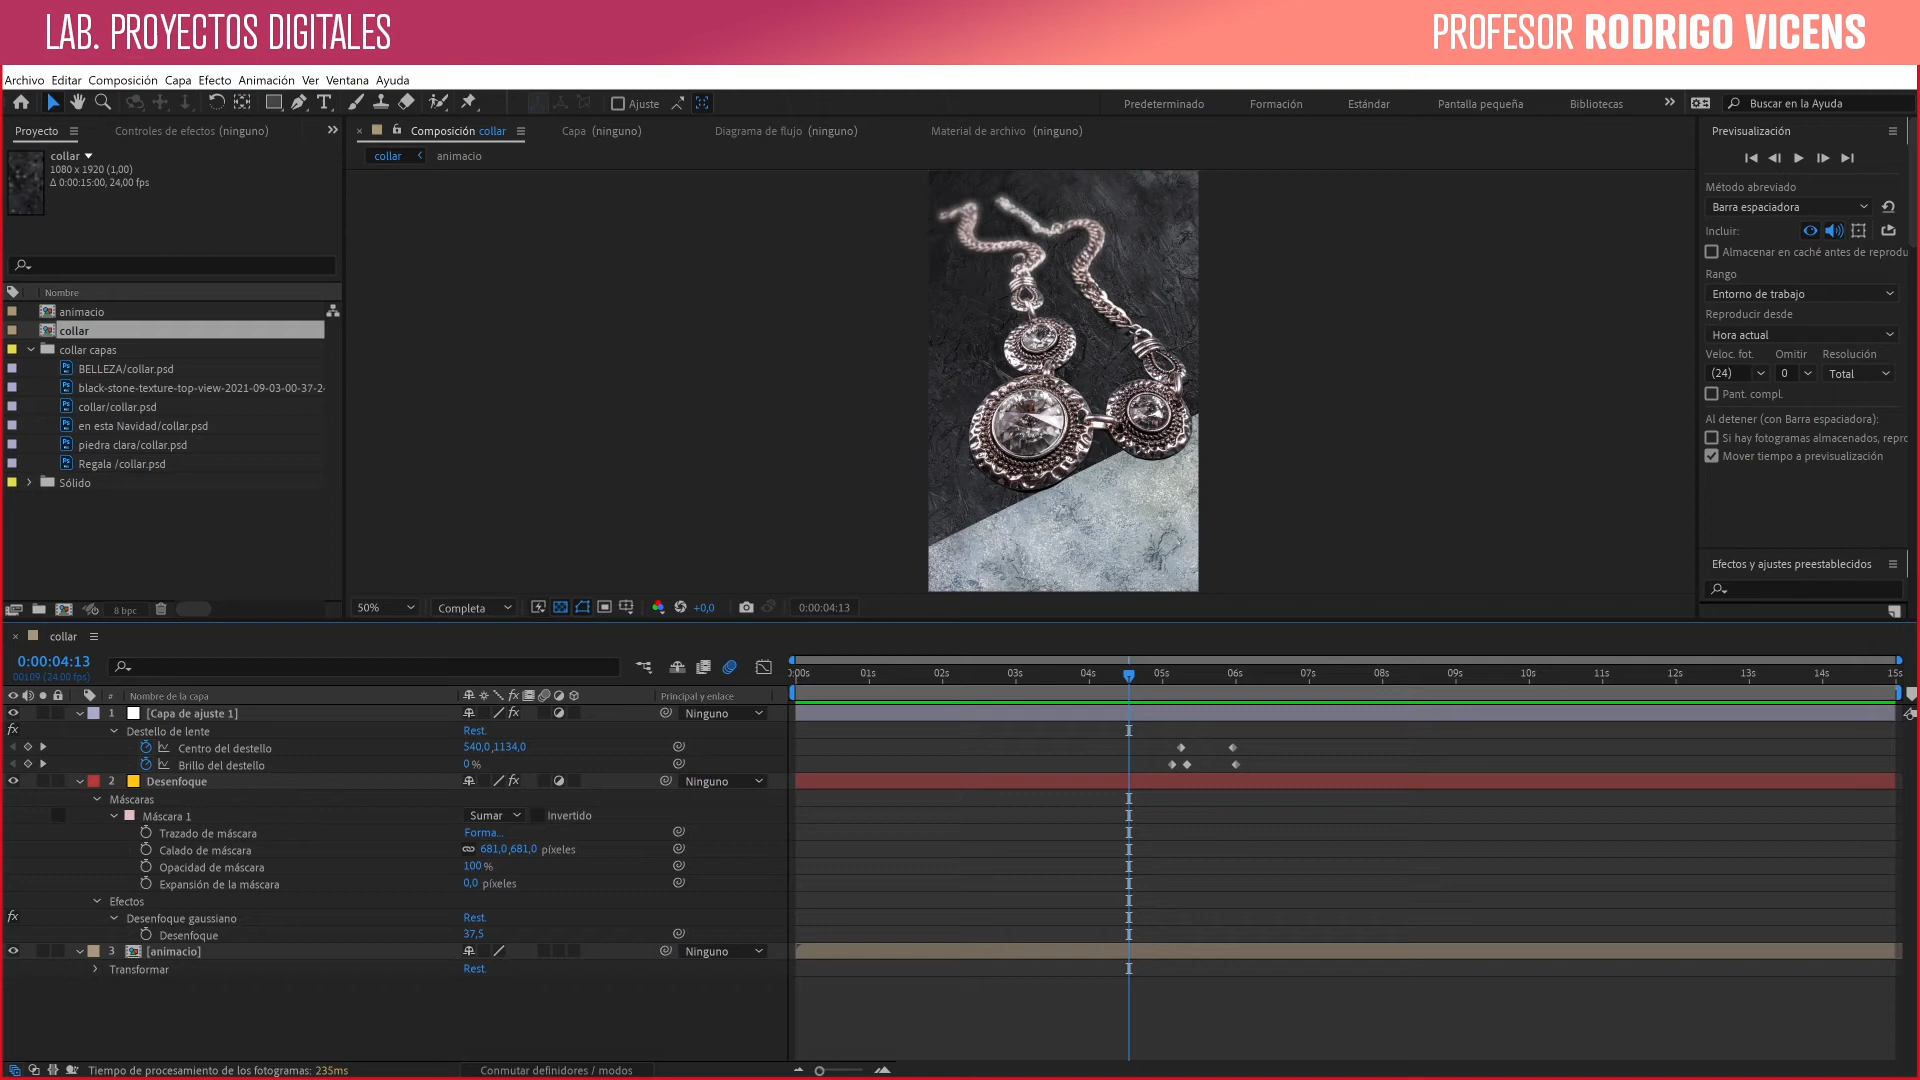 LAB. PROYECTOS DIGITALES
PROFESOR RODRIGO VICENS
Archivo Editar Composición Capa Efecto Animación Ver Ventana Ayuda
Ajuste
Predeterminado Formación Estándar Pantalla pequeña Bibliotecas » Buscar en la Ayuda
Proyecto Controles de efectos (ninguno) »
× Composición collar Capa (ninguno) Diagrama de flujo (ninguno) Material de archivo (ninguno)
Previsualización
collar ‹ animacio
collar
1080 x 1920 (1,00)
Δ 0:00:15:00, 24,00 fps
Nombre
animacio
collar
collar capas
BELLEZA/collar.psd
black-stone-texture-top-view-2021-09-03-00-37-2
collar/collar.psd
en esta Navidad/collar.psd
piedra clara/collar.psd
Regala /collar.psd
Sólido
8 bpc
50% Completa +0,0 0:00:04:13
Método abreviado
Barra espaciadora
Incluir:
Almacenar en caché antes de reprodu
Rango
Entorno de trabajo
Reproducir desde
Hora actual
Veloc. fot. Omitir Resolución
(24) 0 Total
Pant. compl.
Al detener (con Barra espaciadora):
Si hay fotogramas almacenados, repro
Mover tiempo a previsualización
Efectos y ajustes preestablecidos
× collar
0:00:04:13
00109 (24.00 fps)
:00s 01s 02s 03s 05s 06s 07s 08s 09s 10s 11s 12s 13s 14s 15s
# Nombre de la capa fx Principal y enlace
1 [Capa de ajuste 1] fx Ninguno
fx Destello de lente Rest.
Centro del destello 540,0,1134,0
Brillo del destello 0 %
2 Desenfoque fx Ninguno
Máscaras
Máscara 1 Sumar Invertido
Trazado de máscara Forma...
Calado de máscara 681,0,681,0 píxeles
Opacidad de máscara 100 %
Expansión de la máscara 0,0 píxeles
Efectos
fx Desenfoque gaussiano Rest.
Desenfoque 37,5
3 [animacio] Ninguno
Transformar Rest.
Tiempo de procesamiento de los fotogramas: 235ms Conmutar definidores / modos